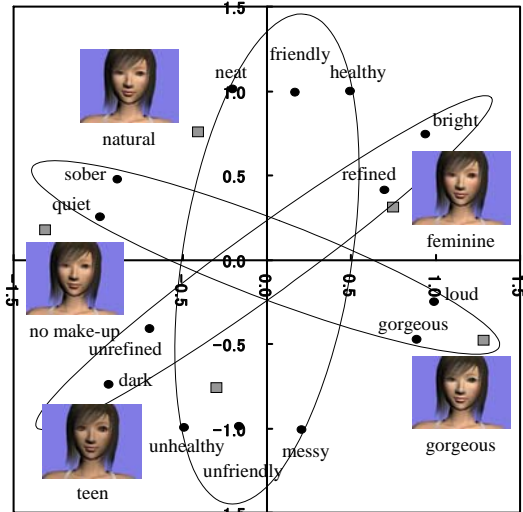 1.5
friendly
neat
healthy
1.0
bright
natural
0.5
sober
refined
quiet
feminine
0.0
-1.5
-0.5
0.0
0.5
1.0
1.5
loud
no make-up
gorgeous
unrefined
-0.5
dark
-1.0
unhealthy
messy
gorgeous
unfriendly
teen